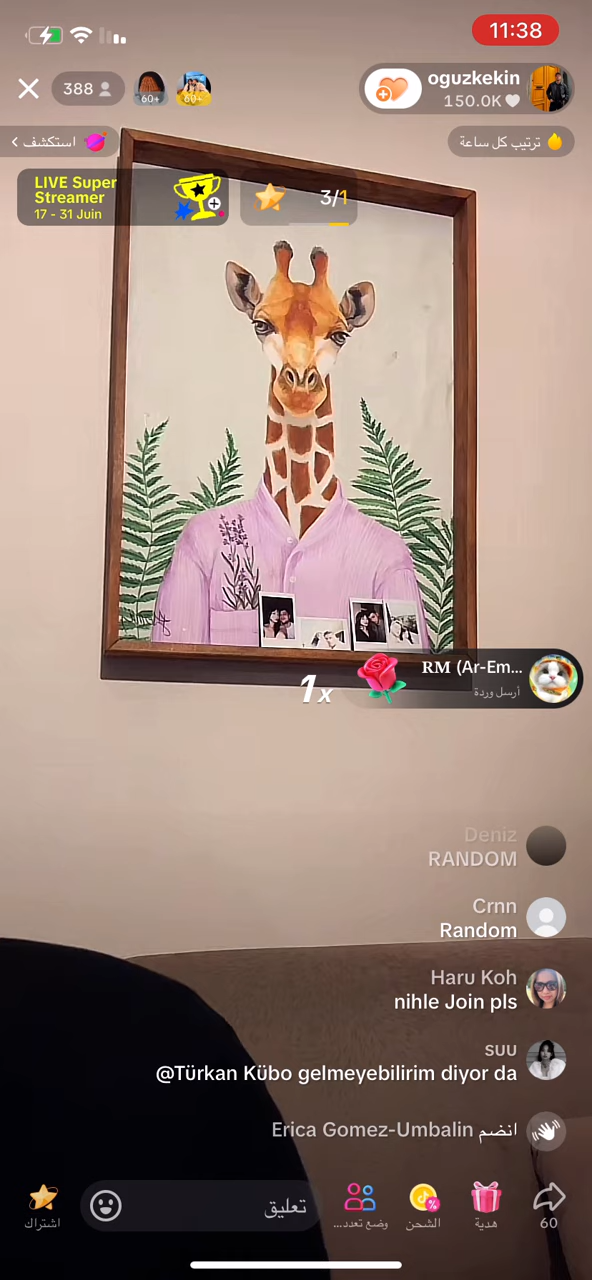 11:38
388
60+
60+
oguzkekin
150.0K
استكشف
ترتيب كل ساعة
LIVE Super
Streamer
17 - 31 Juin
3/1
RM (Ar-Em...
أرسل وردة
1x
Deniz
RANDOM
Crnn
Random
Haru Koh
nihle Join pls
suu
@Türkan Kübo gelmeyebilirim diyor da
Erica Gomez-Umbalin انضم
اشتراك
تعليق
وضع تعدد...
الشحن
هدية
60